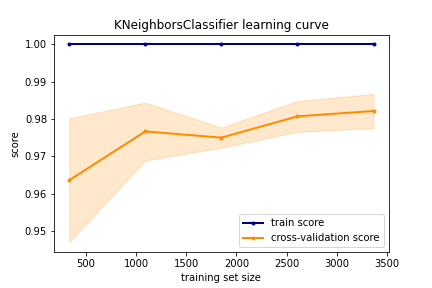 KNeighborsClassifier learning curve
1.00
0.99
0.98
0.97
0.96
0.95
score
train score
cross-validation score
500
1000
1500
2000
2500
3000
3500
training set size